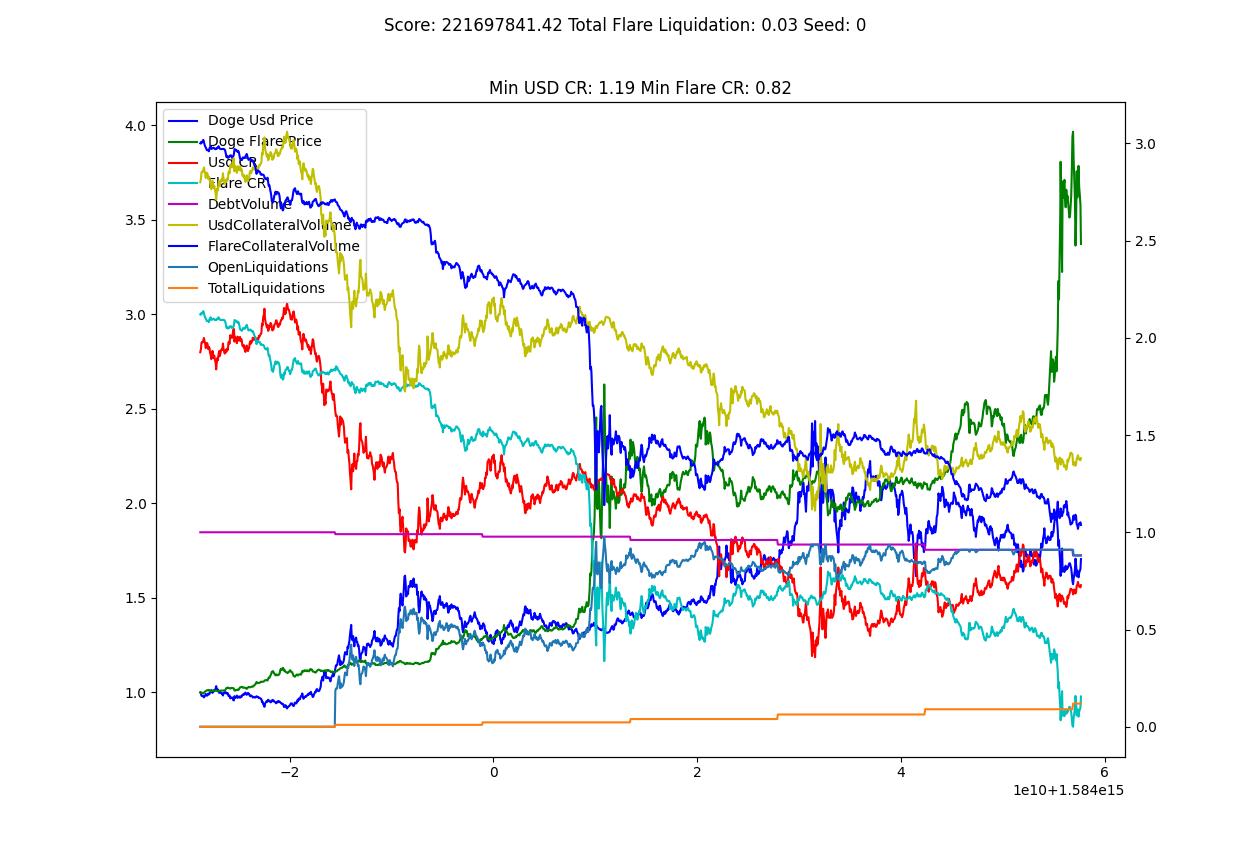 Score: 221697841.42 Total Flare Liquidation: 0.03 Seed: 0
Min USD CR: 1.19 Min Flare CR: 0.82
Doge Usd Price
Doge Flare Price
Usd CR
Flare CR
DebtVolume
UsdCollateralVolume
FlareCollateralVolume
OpenLiquidations
TotalLiquidations
4.0
3.5
3.0
2.5
2.0
1.5
1.0
3.0
2.5
2.0
1.5
1.0
0.5
0.0
−2
0
2
4
6
1e10+1.584e15